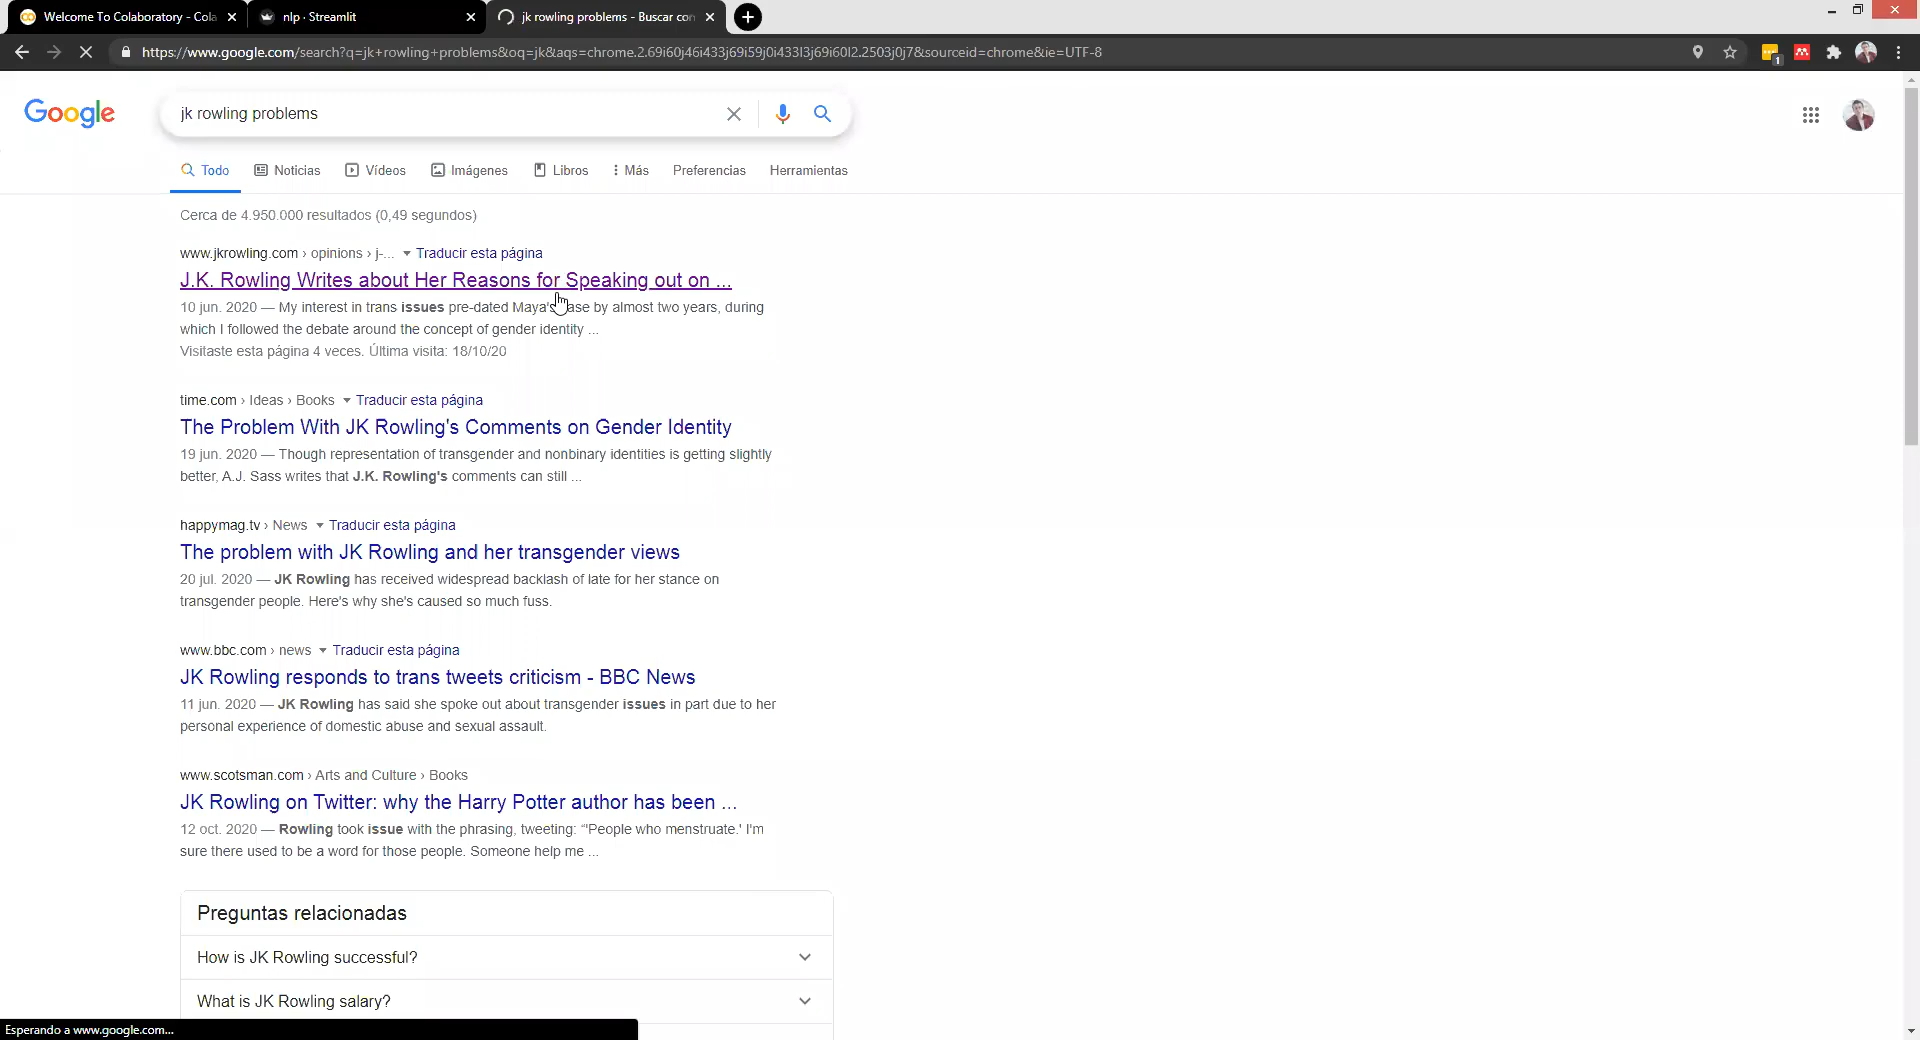 Welcome To Colaboratory - Cola
nlp · Streamlit
jk rowling problems - Buscar con
https://www.google.com/search?q=jk+rowling+problems&oq=jk&aqs=chrome.2.69i60j46i433j69i59j0i433l3j69i60l2.2503j0j7&sourceid=chrome&ie=UTF-8
1
Google
jk rowling problems
Todo Noticias Vídeos Imágenes Libros Más Preferencias Herramientas
Cerca de 4.950.000 resultados (0,49 segundos)
www.jkrowling.com › opinions › j-... Traducir esta página
J.K. Rowling Writes about Her Reasons for Speaking out on ...
10 jun. 2020 — My interest in trans issues pre-dated Maya's case by almost two years, during
which I followed the debate around the concept of gender identity ...
Visitaste esta página 4 veces. Última visita: 18/10/20
time.com › Ideas › Books Traducir esta página
The Problem With JK Rowling's Comments on Gender Identity
19 jun. 2020 — Though representation of transgender and nonbinary identities is getting slightly
better, A.J. Sass writes that J.K. Rowling's comments can still ...
happymag.tv › News Traducir esta página
The problem with JK Rowling and her transgender views
20 jul. 2020 — JK Rowling has received widespread backlash of late for her stance on
transgender people. Here's why she's caused so much fuss.
www.bbc.com › news Traducir esta página
JK Rowling responds to trans tweets criticism - BBC News
11 jun. 2020 — JK Rowling has said she spoke out about transgender issues in part due to her
personal experience of domestic abuse and sexual assault.
www.scotsman.com › Arts and Culture › Books
JK Rowling on Twitter: why the Harry Potter author has been ...
12 oct. 2020 — Rowling took issue with the phrasing, tweeting: “'People who menstruate.' I'm
sure there used to be a word for those people. Someone help me ...
Preguntas relacionadas
How is JK Rowling successful?
What is JK Rowling salary?
Esperando a www.google.com...